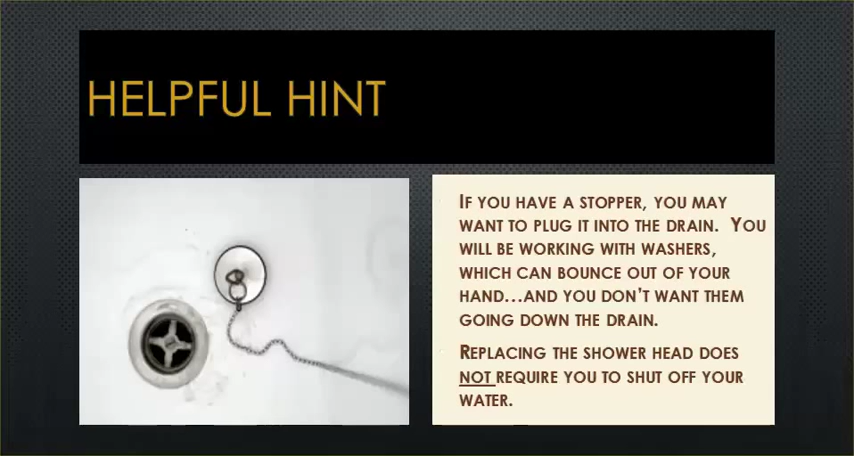 HELPFUL HINT
IF YOU HAVE A STOPPER, YOU MAY
WANT TO PLUG IT INTO THE DRAIN.  YOU
WILL BE WORKING WITH WASHERS,
WHICH CAN BOUNCE OUT OF YOUR
HAND...AND YOU DON'T WANT THEM
GOING DOWN THE DRAIN.
REPLACING THE SHOWER HEAD DOES
NOT REQUIRE YOU TO SHUT OFF YOUR
WATER.